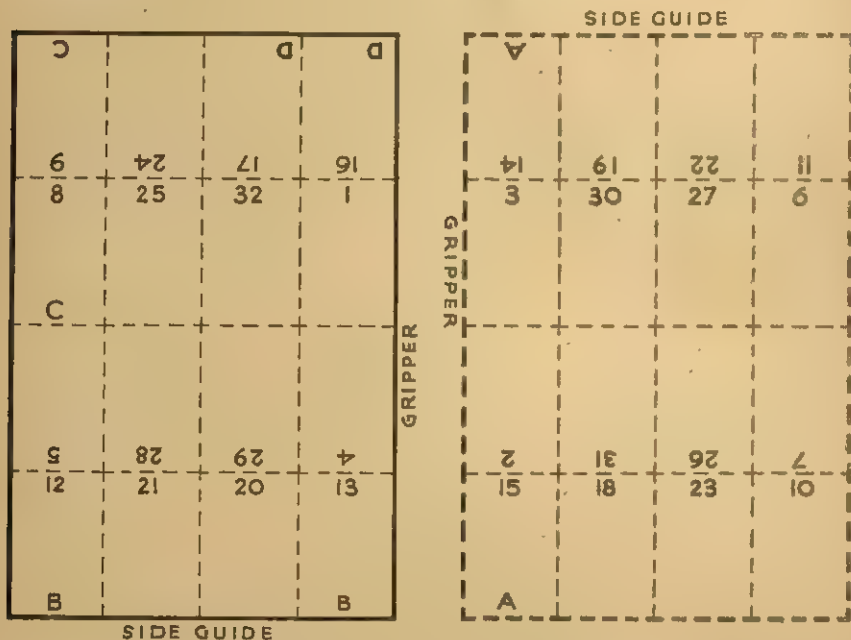 SIDE GUIDE
C D D
9 24 17 16
8 25 32 1
C
5 28 29 4
12 21 20 13
B B
GRIPPER
SIDE GUIDE
A
14 19 22 11
3 30 27 6
GRIPPER
2 31 26 7
15 18 23 10
A